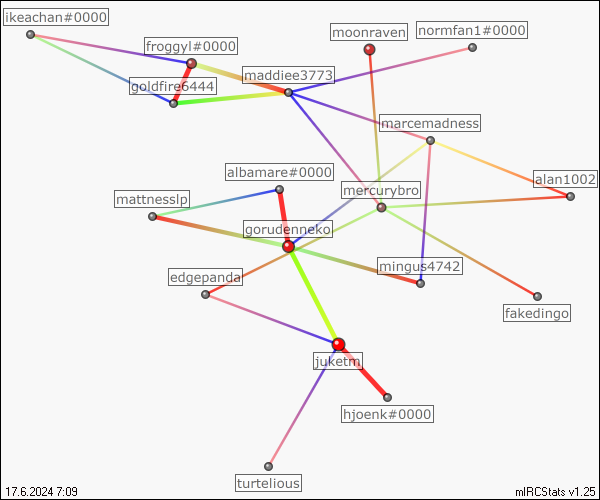 ikeachan#0000
normfan1#0000
moonraven
froggyl#0000
maddiee3773
goldfire6444
marcemadness
albamare#0000
alan1002
mercurybro
mattnesslp
gorudenneko
mingus4742
edgepanda
fakedingo
juketm
hjoenk#0000
turtelious
17.6.2024 7:09
mIRCStats v1.25